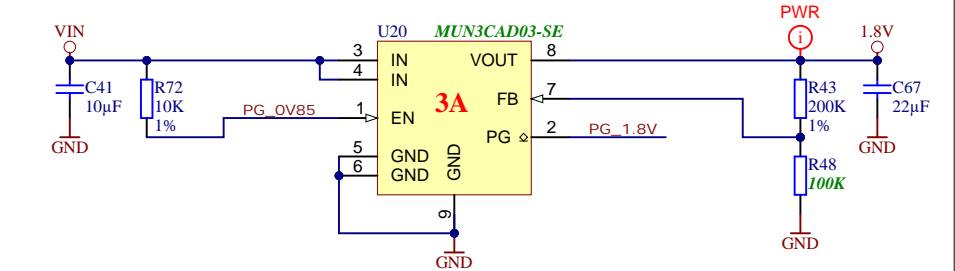 PWR
VIN
U20 MUN3CAD03-SE
1.8V
3 IN VOUT 8
i
4 IN
C41
10µF
R72
10K
1%
3A
FB 7
R43
200K
1%
C67
22µF
PG_0V85 1 EN
PG 2 PG_1.8V
GND
5 GND
6 GND
GND
GND
R48
100K
9
GND
GND